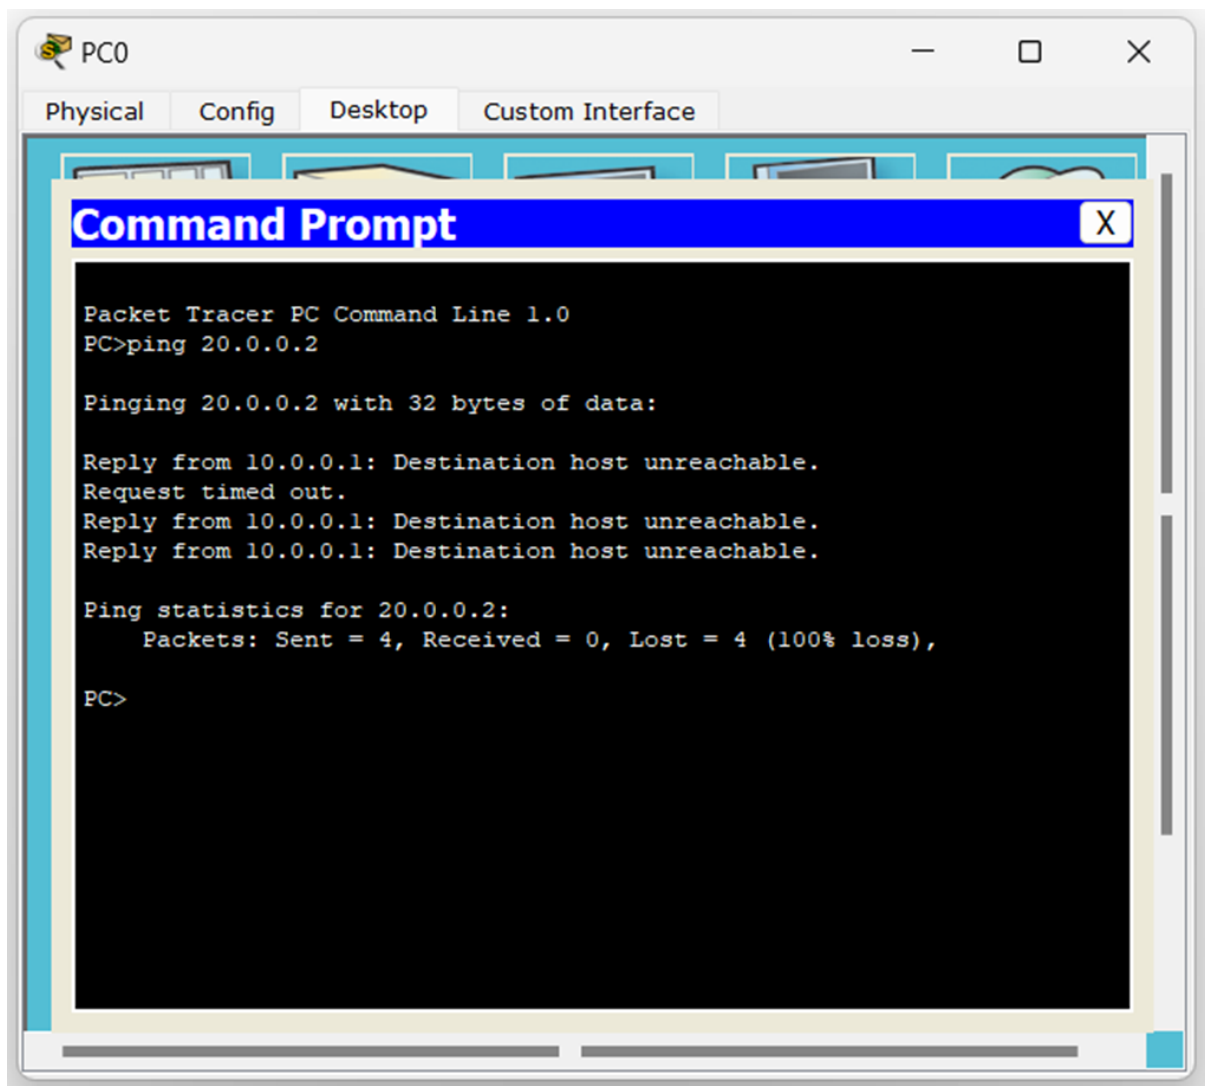 PC0
Physical Config Desktop Custom Interface
Command Prompt
X
Packet Tracer PC Command Line 1.0
PC>ping 20.0.0.2
Pinging 20.0.0.2 with 32 bytes of data:
Reply from 10.0.0.1: Destination host unreachable.
Request timed out.
Reply from 10.0.0.1: Destination host unreachable.
Reply from 10.0.0.1: Destination host unreachable.
Ping statistics for 20.0.0.2:
Packets: Sent = 4, Received = 0, Lost = 4 (100% loss),
PC>